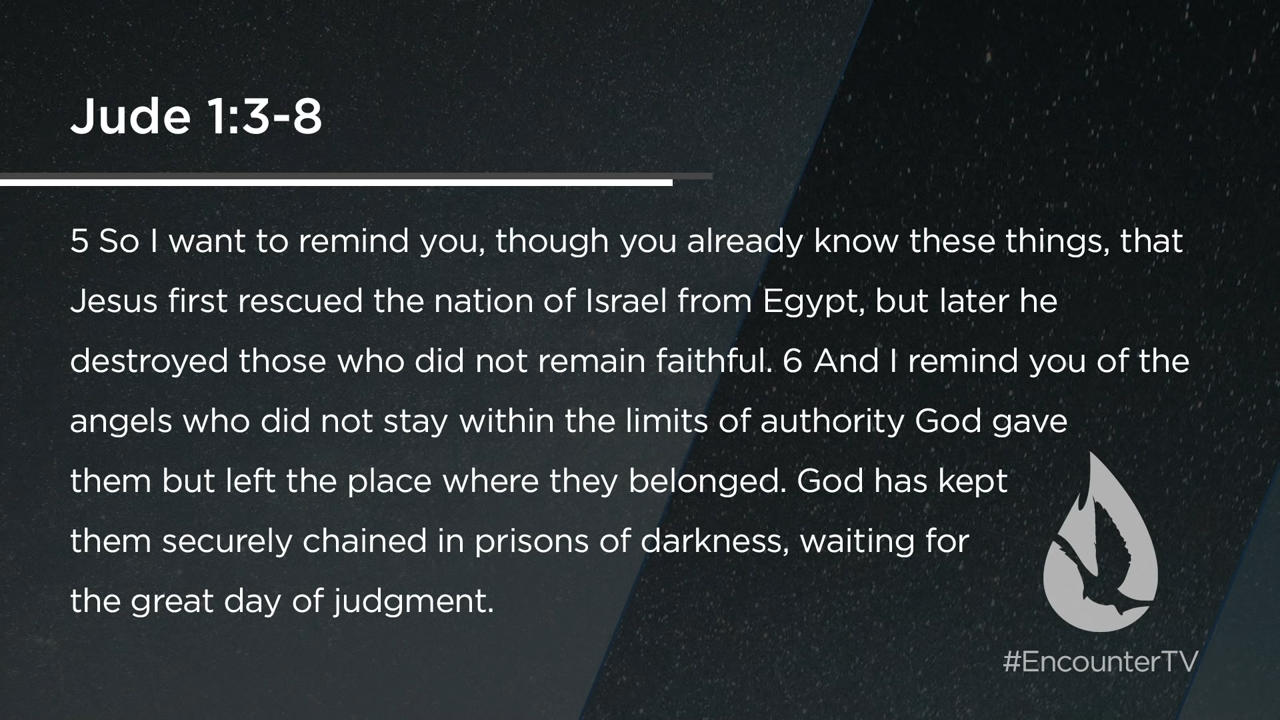 Jude 1:3-8
5 So I want to remind you, though you already know these things, that
Jesus first rescued the nation of Israel from Egypt, but later he
destroyed those who did not remain faithful. 6 And I remind you of the
angels who did not stay within the limits of authority God gave
them but left the place where they belonged. God has kept
them securely chained in prisons of darkness, waiting for
the great day of judgment.
#EncounterTV